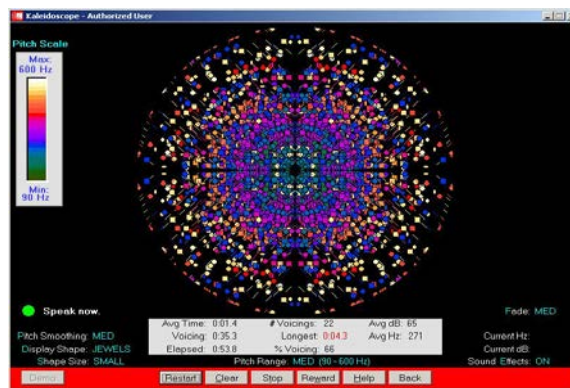 Kaleidoscope - Authorized User
Pitch Scale
Max:
600 Hz
Min:
90 Hz
Speak now.
Fade: MED
Avg Time: 0:01.4 # Voicings: 22 Avg dB: 65
Pitch Smoothing: MED Voicing: 0:35.3 Longest: 0:04.3 Avg Hz: 271 Current Hz:
Display Shape: JEWELS Elapsed: 0:53.8 % Voicing: 66 Current dB:
Shape Size: SMALL Pitch Range: MED (90 - 600 Hz) Sound Effects: ON
Demo Restart Clear Stop Reward Help Back